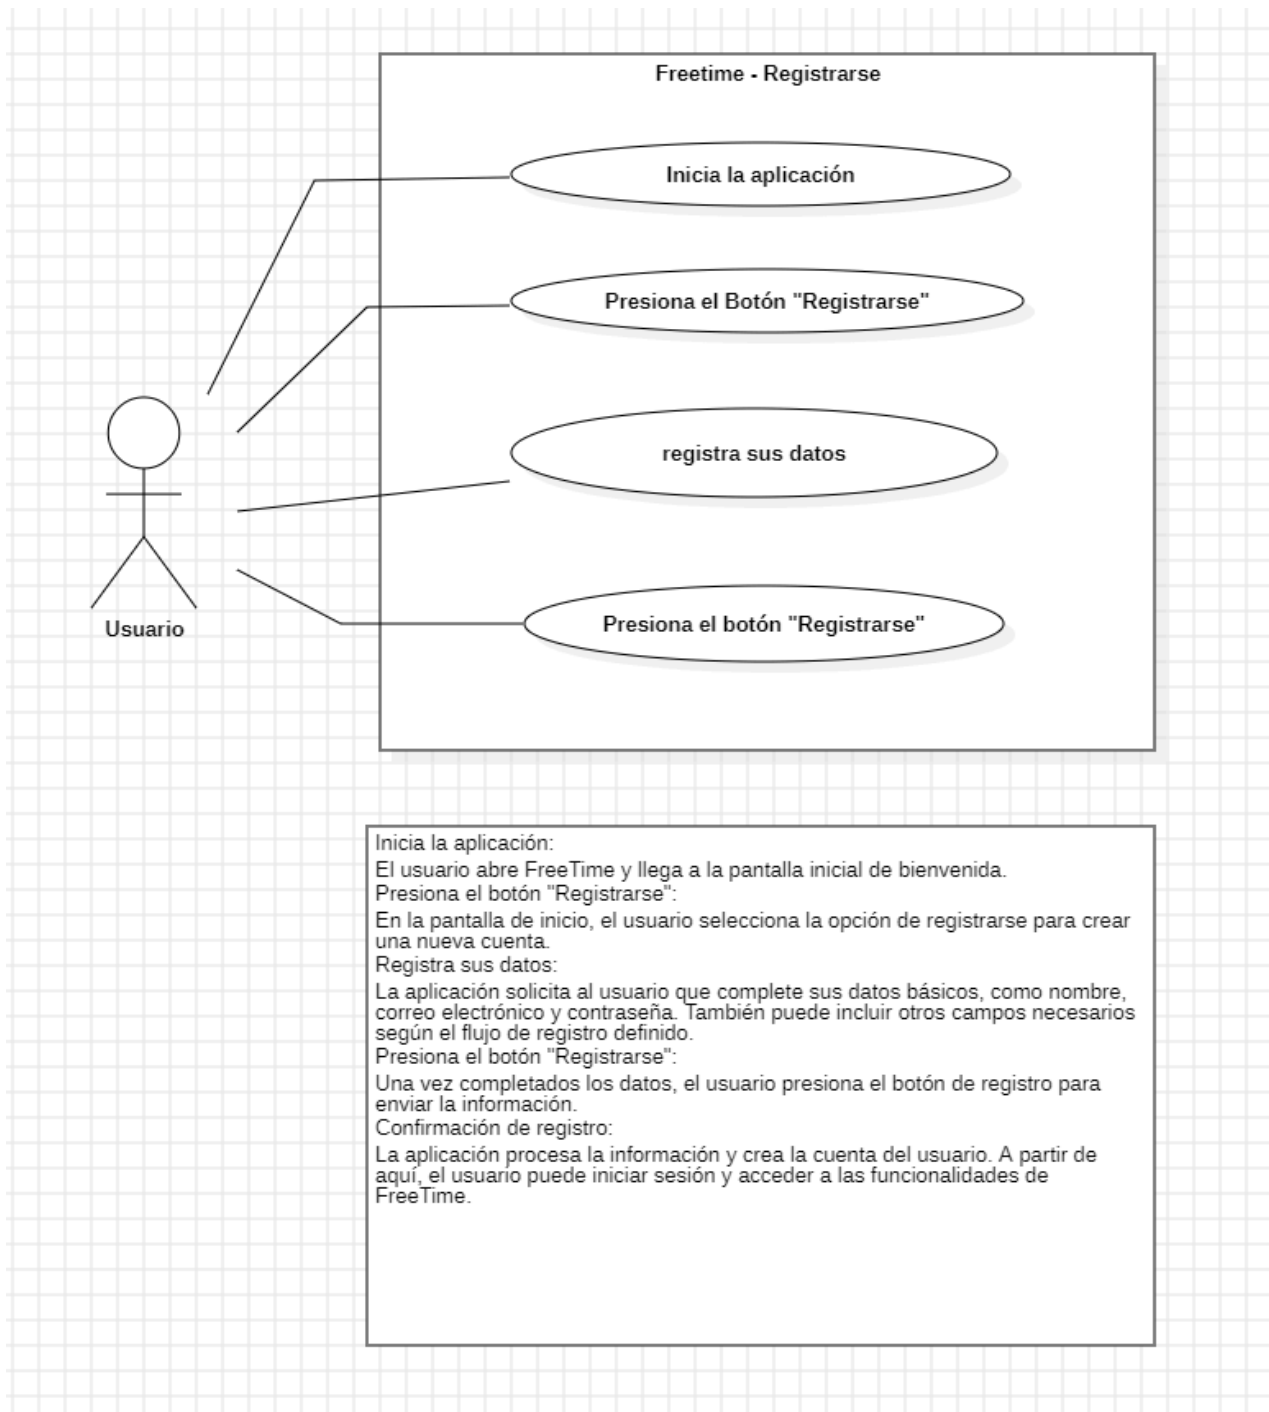 Freetime - Registrarse
Inicia la aplicación
Presiona el Botón "Registrarse"
registra sus datos
Presiona el botón "Registrarse"
Usuario
Inicia la aplicación:
El usuario abre FreeTime y llega a la pantalla inicial de bienvenida.
Presiona el botón "Registrarse":
En la pantalla de inicio, el usuario selecciona la opción de registrarse para crear
una nueva cuenta.
Registra sus datos:
La aplicación solicita al usuario que complete sus datos básicos, como nombre,
correo electrónico y contraseña. También puede incluir otros campos necesarios
según el flujo de registro definido.
Presiona el botón "Registrarse":
Una vez completados los datos, el usuario presiona el botón de registro para
enviar la información.
Confirmación de registro:
La aplicación procesa la información y crea la cuenta del usuario. A partir de
aquí, el usuario puede iniciar sesión y acceder a las funcionalidades de
FreeTime.